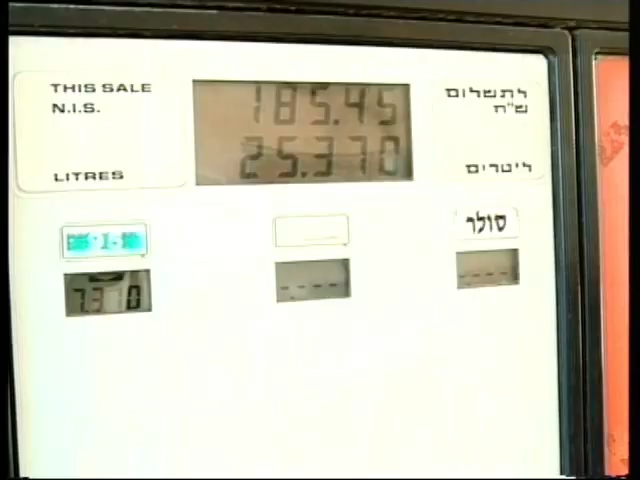 THIS SALE
N.I.S.
185.45
לתשלום
ש"ח
LITRES
25.370
ליטרים
סולר
7.310
----
----